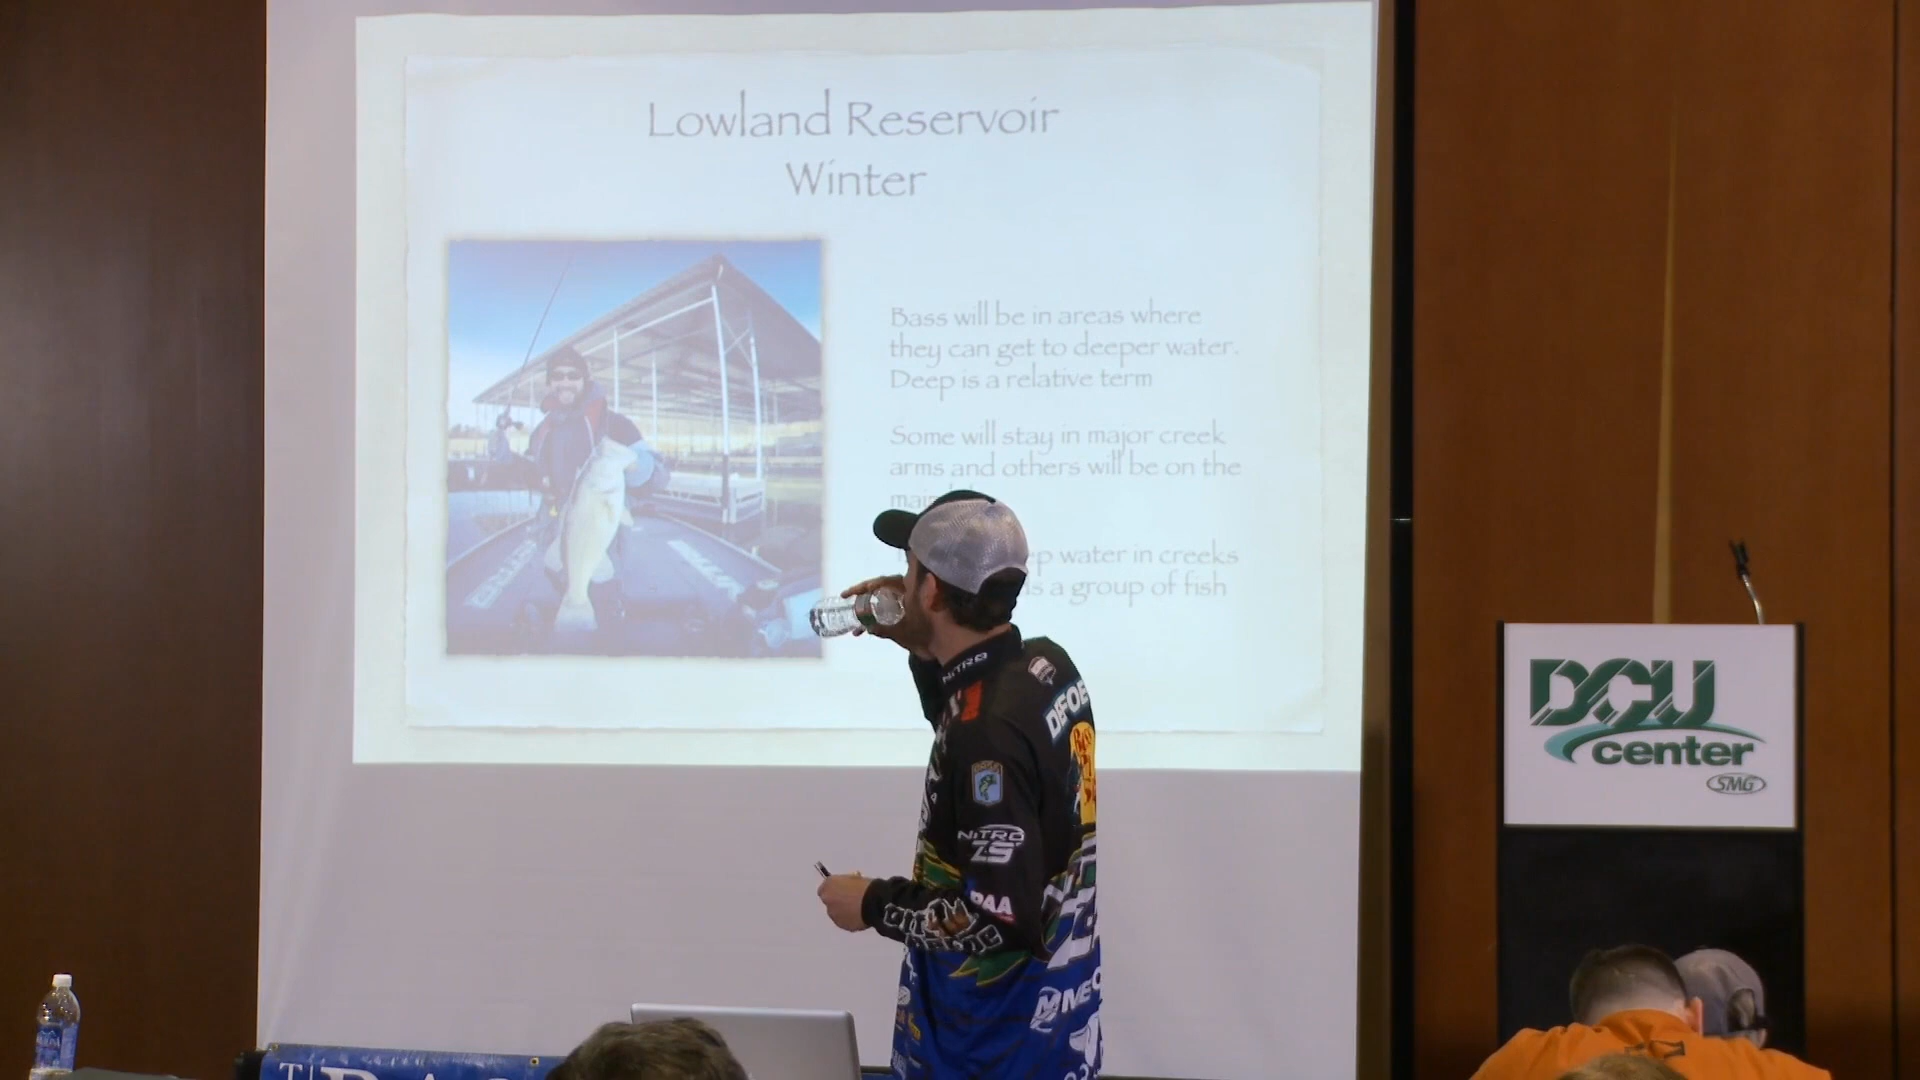 Lowland Reservoir
Winter
Bass will be in areas where
they can get to deeper water.
Deep is a relative term
Some will stay in major creek
arms and others will be on the
water in creeks
a group of fish
NITRO
NITRO
Z9
PAA
DCU
center
SMG